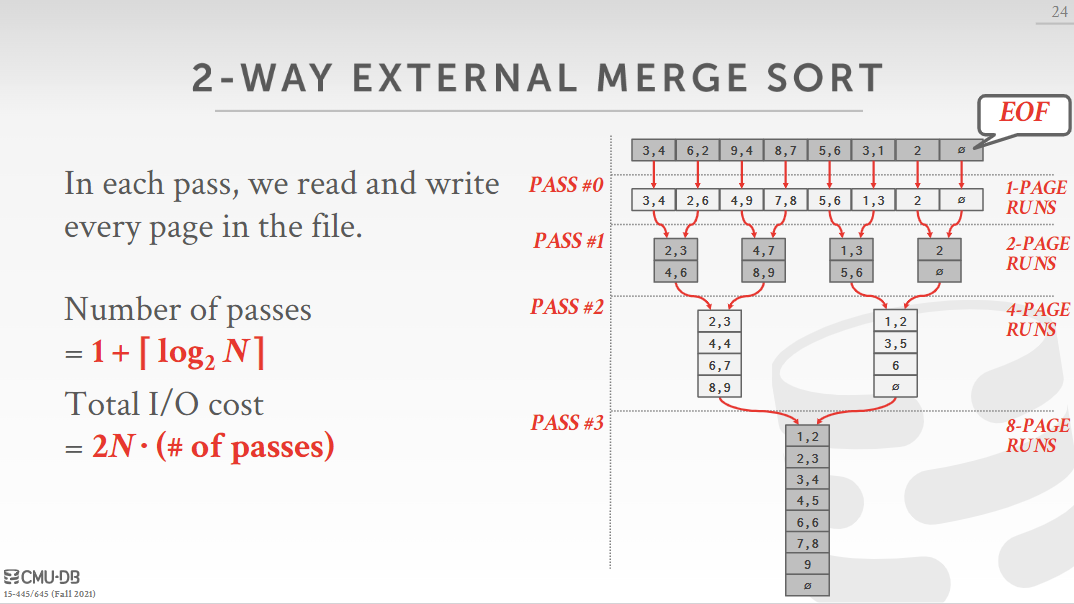 24
2-WAY EXTERNAL MERGE SORT
EOF
In each pass, we read and write
every page in the file.
Number of passes
= 1 + ⌈ log₂ N ⌉
Total I/O cost
= 2N · (# of passes)
3,4 6,2 9,4 8,7 5,6 3,1 2 ∅
PASS #0
3,4 2,6 4,9 7,8 5,6 1,3 2 ∅
1-PAGE
RUNS
PASS #1
2,3 4,7 1,3 2
4,6 8,9 5,6 ∅
2-PAGE
RUNS
PASS #2
2,3 1,2
4,4 3,5
6,7 6
8,9 ∅
4-PAGE
RUNS
PASS #3
1,2
2,3
3,4
4,5
6,6
7,8
9
∅
8-PAGE
RUNS
CMU·DB
15-445/645 (Fall 2021)